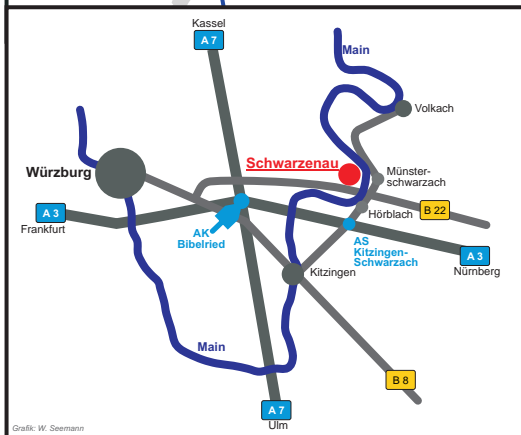 Kassel
A 7
Main
Volkach
Schwarzenau
Würzburg
Münster-
schwarzach
A 3
Frankfurt
Hörblach
B 22
AK
Bibelried
AS
Kitzingen-
Schwarzach
A 3
Nürnberg
Kitzingen
Main
B 8
A 7
Ulm
Grafik: W. Seemann